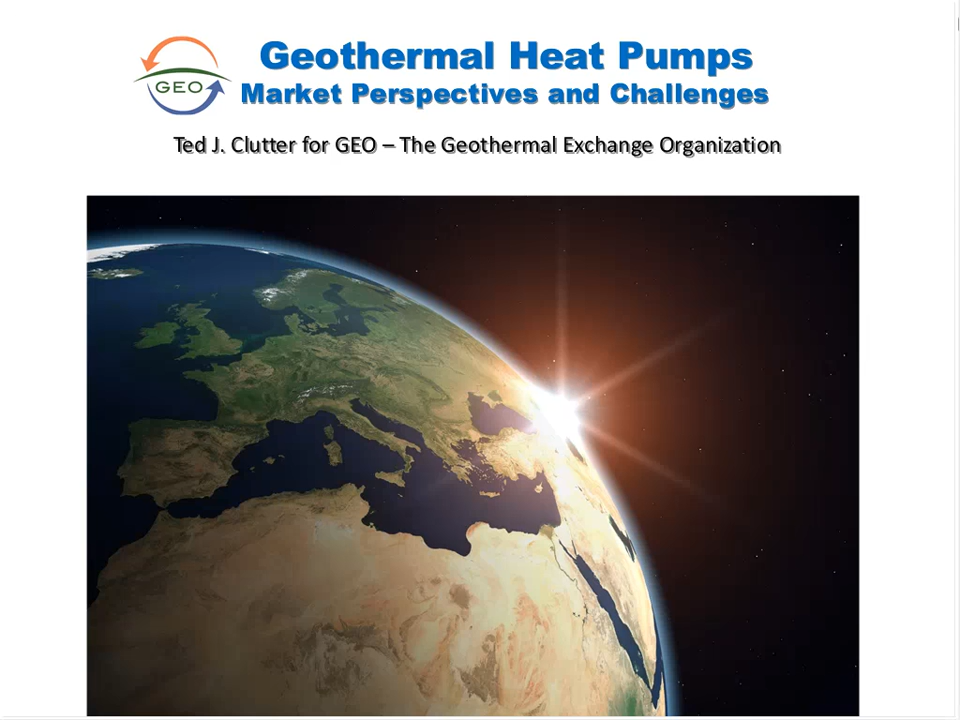 GEO
Geothermal Heat Pumps
Market Perspectives and Challenges
Ted J. Clutter for GEO – The Geothermal Exchange Organization